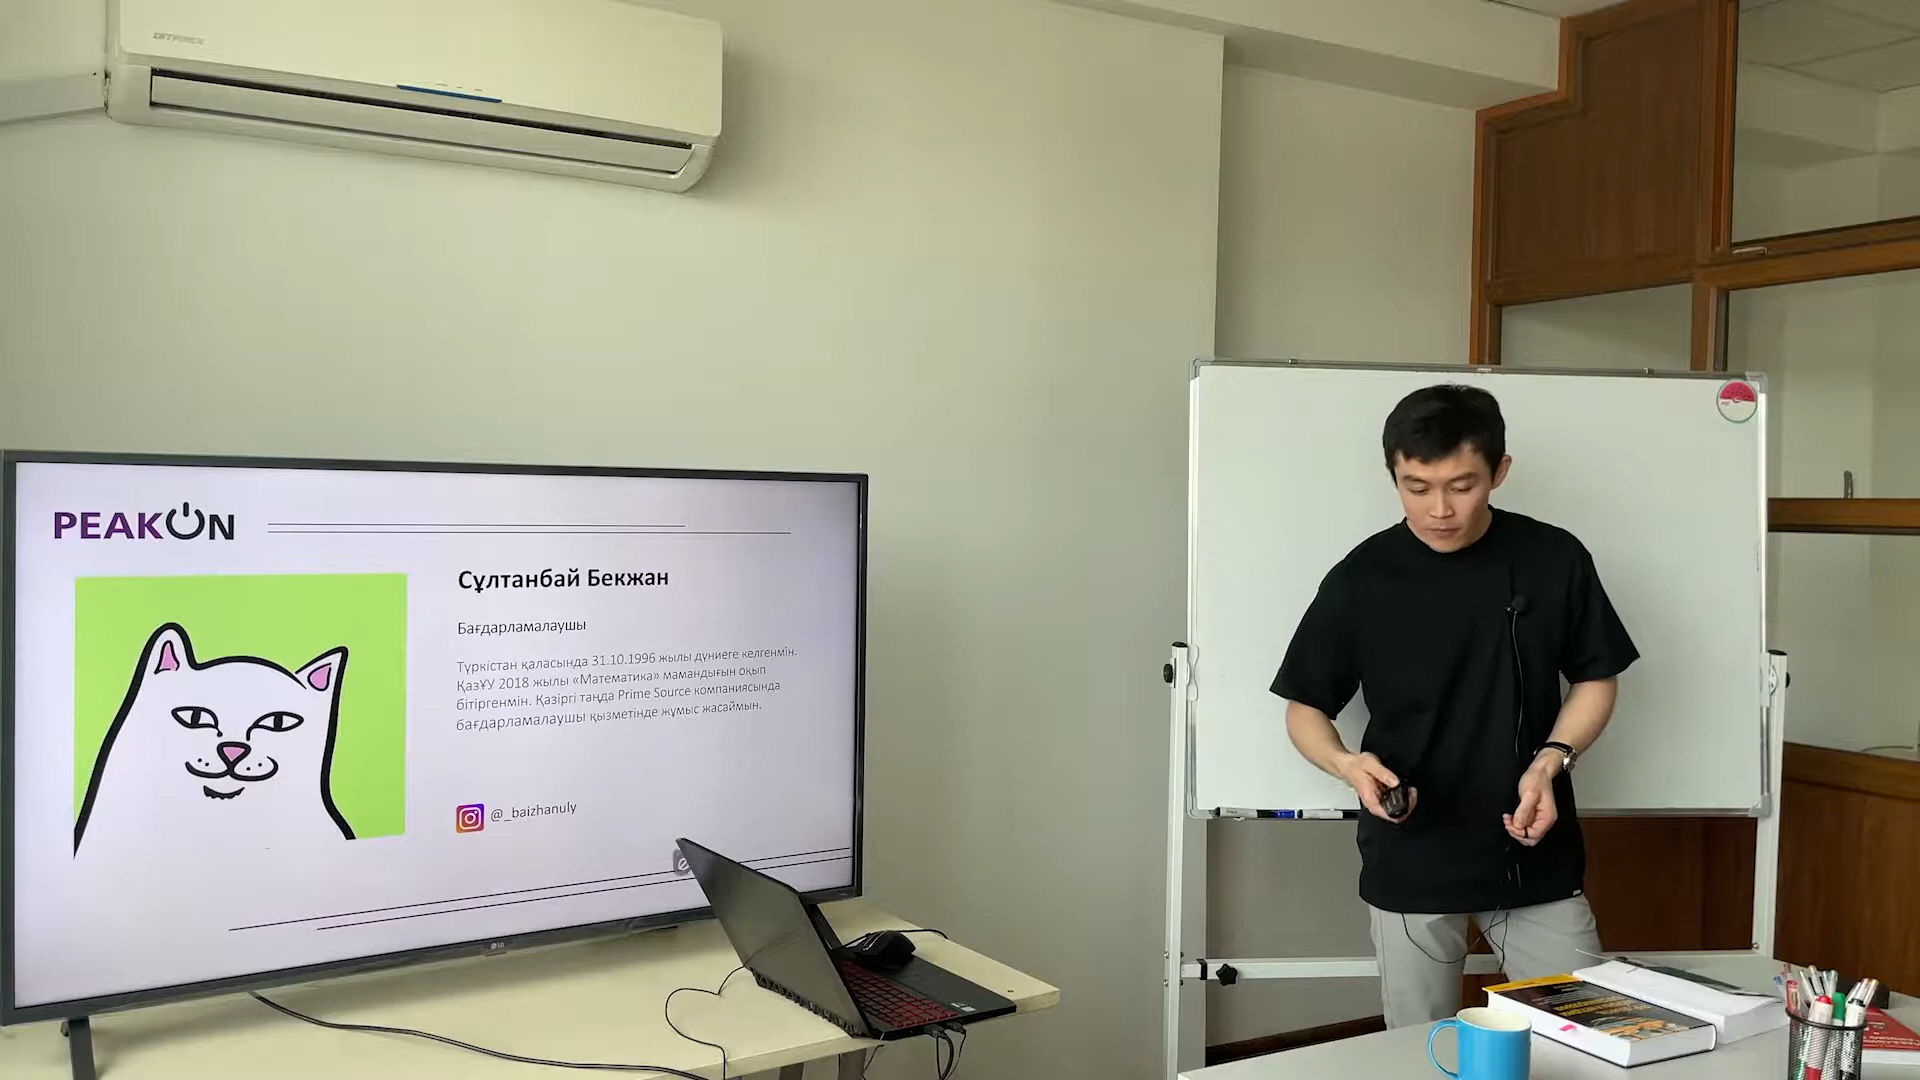 PEAKON
Сұлтанбай Бекжан
Бағдарламалаушы
Түркістан қаласында 31.10.1996 жылы дүниеге келгенмін.
ҚазҰУ 2018 жылы «Математика» мамандығын оқып
бітіргенмін. Қазіргі таңда Prime Source компаниясында
бағдарламалаушы қызметінде жұмыс жасаймын.
@_baizhanuly
LG